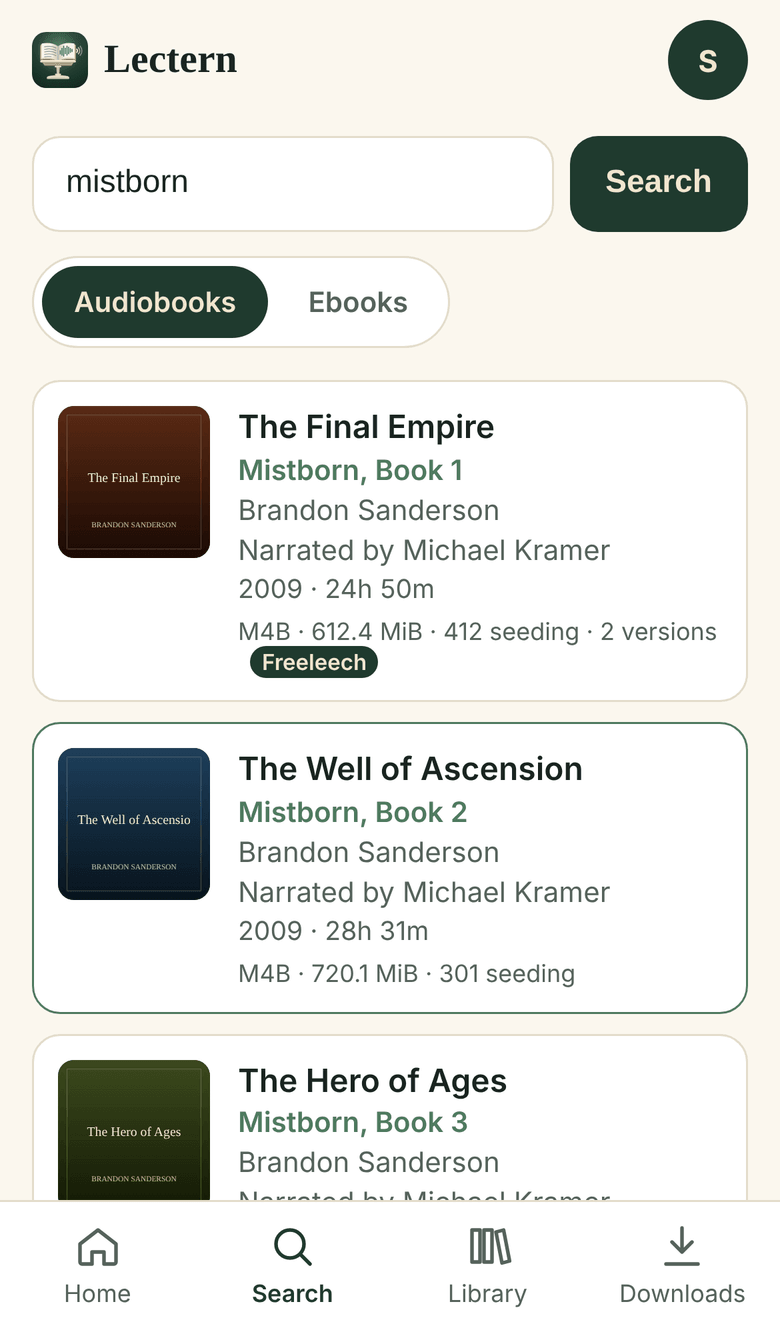 Lectern
S
mistborn
Search
Audiobooks
Ebooks
The Final Empire
BRANDON SANDERSON
The Final Empire
Mistborn, Book 1
Brandon Sanderson
Narrated by Michael Kramer
2009 · 24h 50m
M4B · 612.4 MiB · 412 seeding · 2 versions
Freeleech
The Well of Ascensio
BRANDON SANDERSON
The Well of Ascension
Mistborn, Book 2
Brandon Sanderson
Narrated by Michael Kramer
2009 · 28h 31m
M4B · 720.1 MiB · 301 seeding
The Hero of Ages
BRANDON SANDERSON
The Hero of Ages
Mistborn, Book 3
Brandon Sanderson
Narrated by Michael Kramer
Home
Search
Library
Downloads